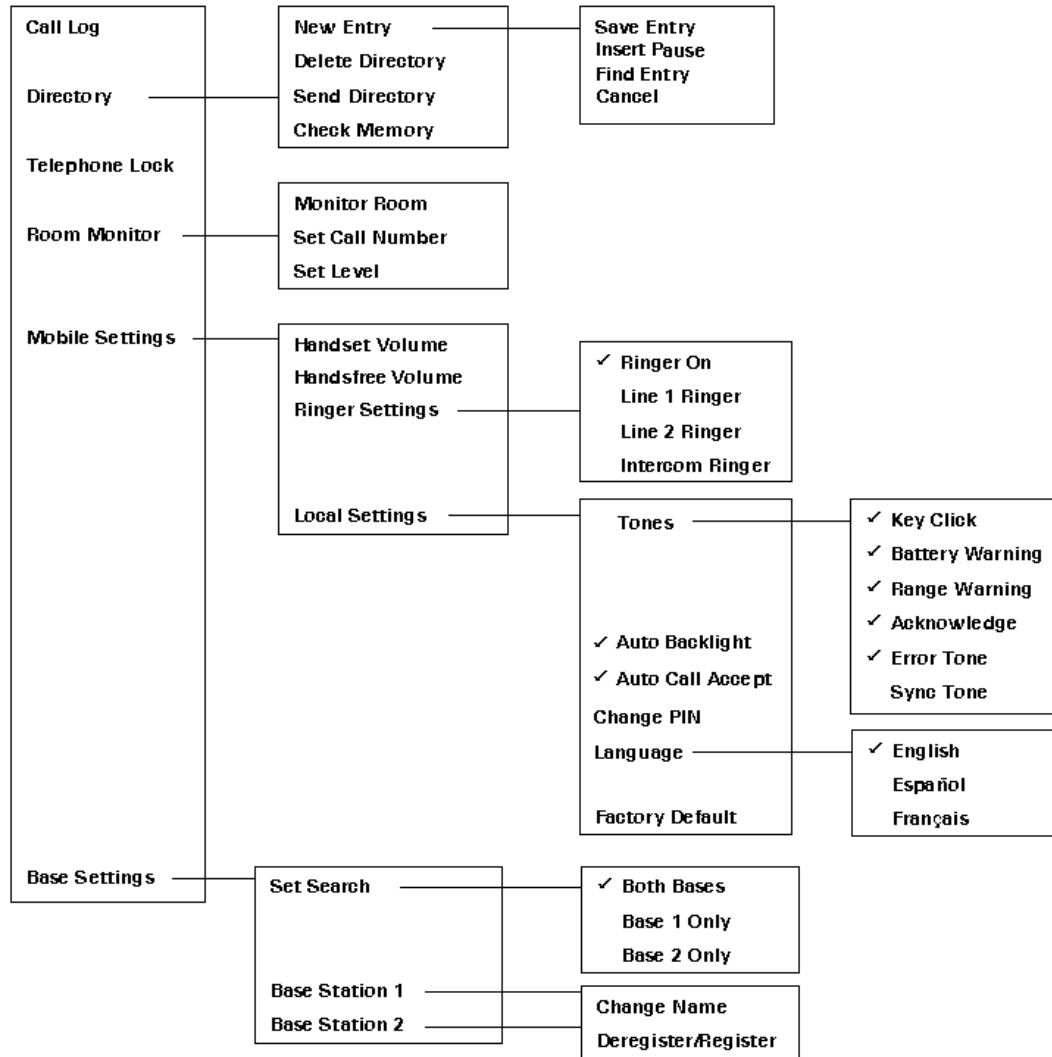 Call Log
Directory
Telephone Lock
Room Monitor
Mobile Settings
Base Settings
New Entry
Delete Directory
Send Directory
Check Memory
Save Entry
Insert Pause
Find Entry
Cancel
Monitor Room
Set Call Number
Set Level
Handset Volume
Handsfree Volume
Ringer Settings
Local Settings
✓ Ringer On
Line 1 Ringer
Line 2 Ringer
Intercom Ringer
Tones
✓ Auto Backlight
✓ Auto Call Accept
Change PIN
Language
Factory Default
✓ Key Click
✓ Battery Warning
✓ Range Warning
✓ Acknowledge
✓ Error Tone
Sync Tone
✓ English
Español
Français
Set Search
Base Station 1
Base Station 2
✓ Both Bases
Base 1 Only
Base 2 Only
Change Name
Deregister/Register